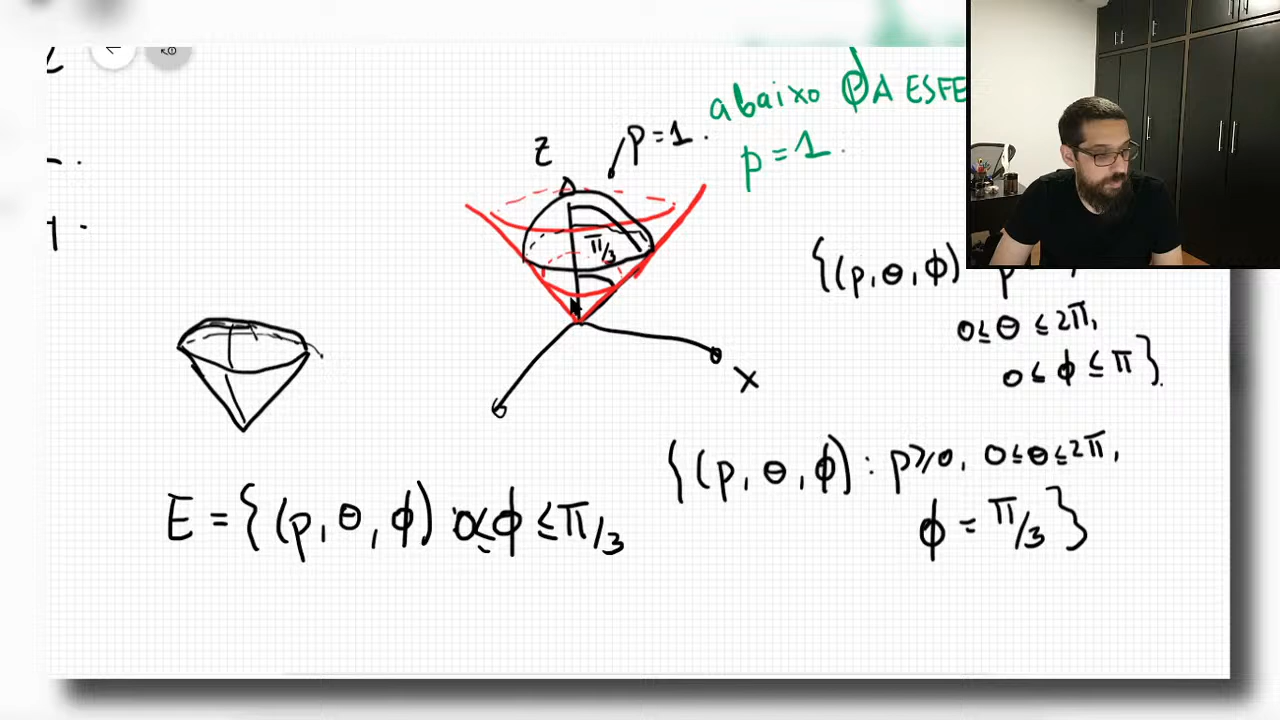 abaixo DA ESFE
ρ=1.
ρ=1.
z
π/3
{(ρ, θ, ϕ)
0≤θ≤2π,
0≤ϕ≤π}.
x
{(ρ, θ, ϕ): ρ≥0, 0≤θ≤2π,
ϕ=π/3}
E={(ρ, θ, ϕ) 0≤ϕ≤π/3